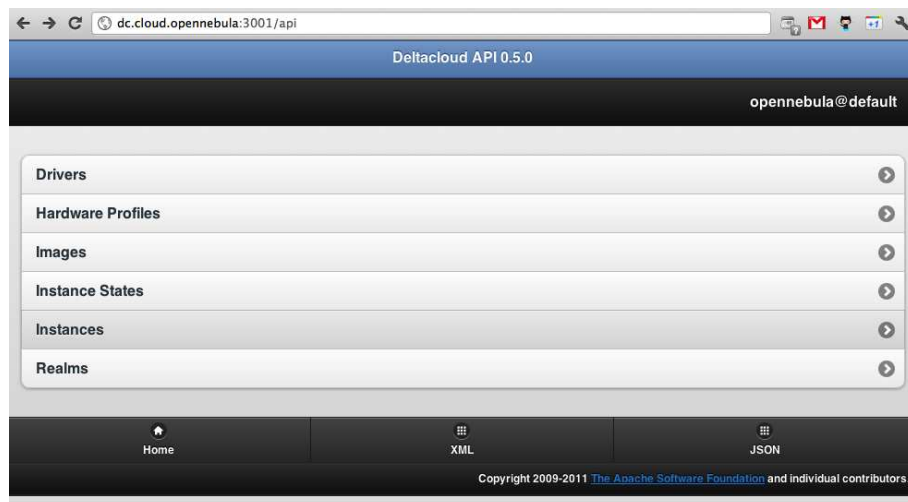 dc.cloud.opennebula:3001/api
Deltacloud API 0.5.0
opennebula@default
Drivers
Hardware Profiles
Images
Instance States
Instances
Realms
Home
XML
JSON
Copyright 2009-2011 The Apache Software Foundation and individual contributors